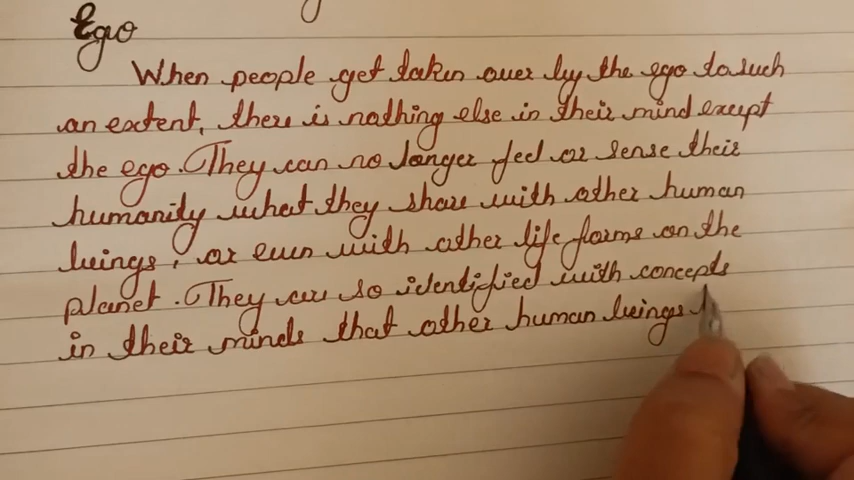 Ego
When people get taken over by the ego to such
an extent, there is nothing else in their mind except
the ego. They can no longer feel or sense their
humanity what they share with other human
beings, or even with other life forms on the
planet. They are so identified with concepts
in their minds that other human beings